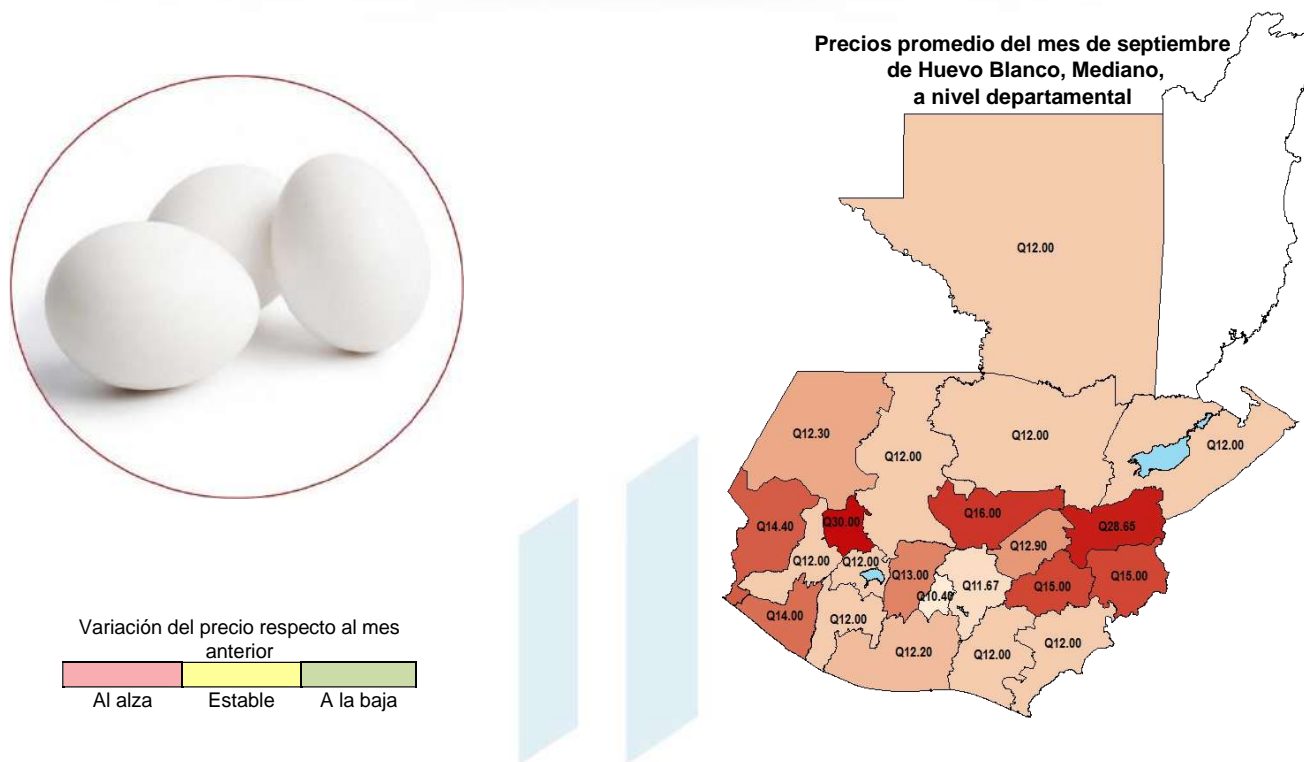 Precios promedio del mes de septiembre
de Huevo Blanco, Mediano,
a nivel departamental
Q12.00
Q12.30
Q12.00
Q12.00
Q12.00
Q14.40
Q30.00
Q16.00
Q28.65
Q12.90
Q12.00
Q12.00
Q13.00
Q11.67
Q15.00
Q15.00
Q10.40
Q14.00
Q12.00
Q12.20
Q12.00
Q12.00
Variación del precio respecto al mes
anterior
Al alza Estable A la baja